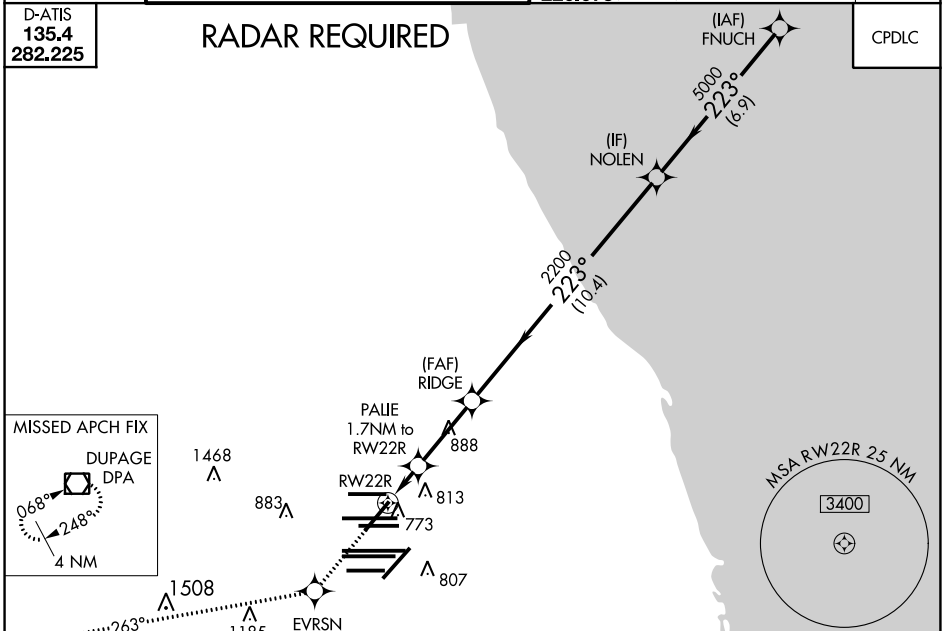 D-ATIS
135.4
282.225
RADAR REQUIRED
(IAF)
FNUCH
CPDLC
5000
223°
(6.9)
(IF)
NOLEN
2200
223°
(10.4)
(FAF)
RIDGE
PALIE
1.7NM to
RW22R
888
MISSED APCH FIX
DUPAGE
DPA
068°
248°
4 NM
1468
883
RW22R
813
773
807
MSA RW22R 25 NM
3400
1508
263°
EVRSN